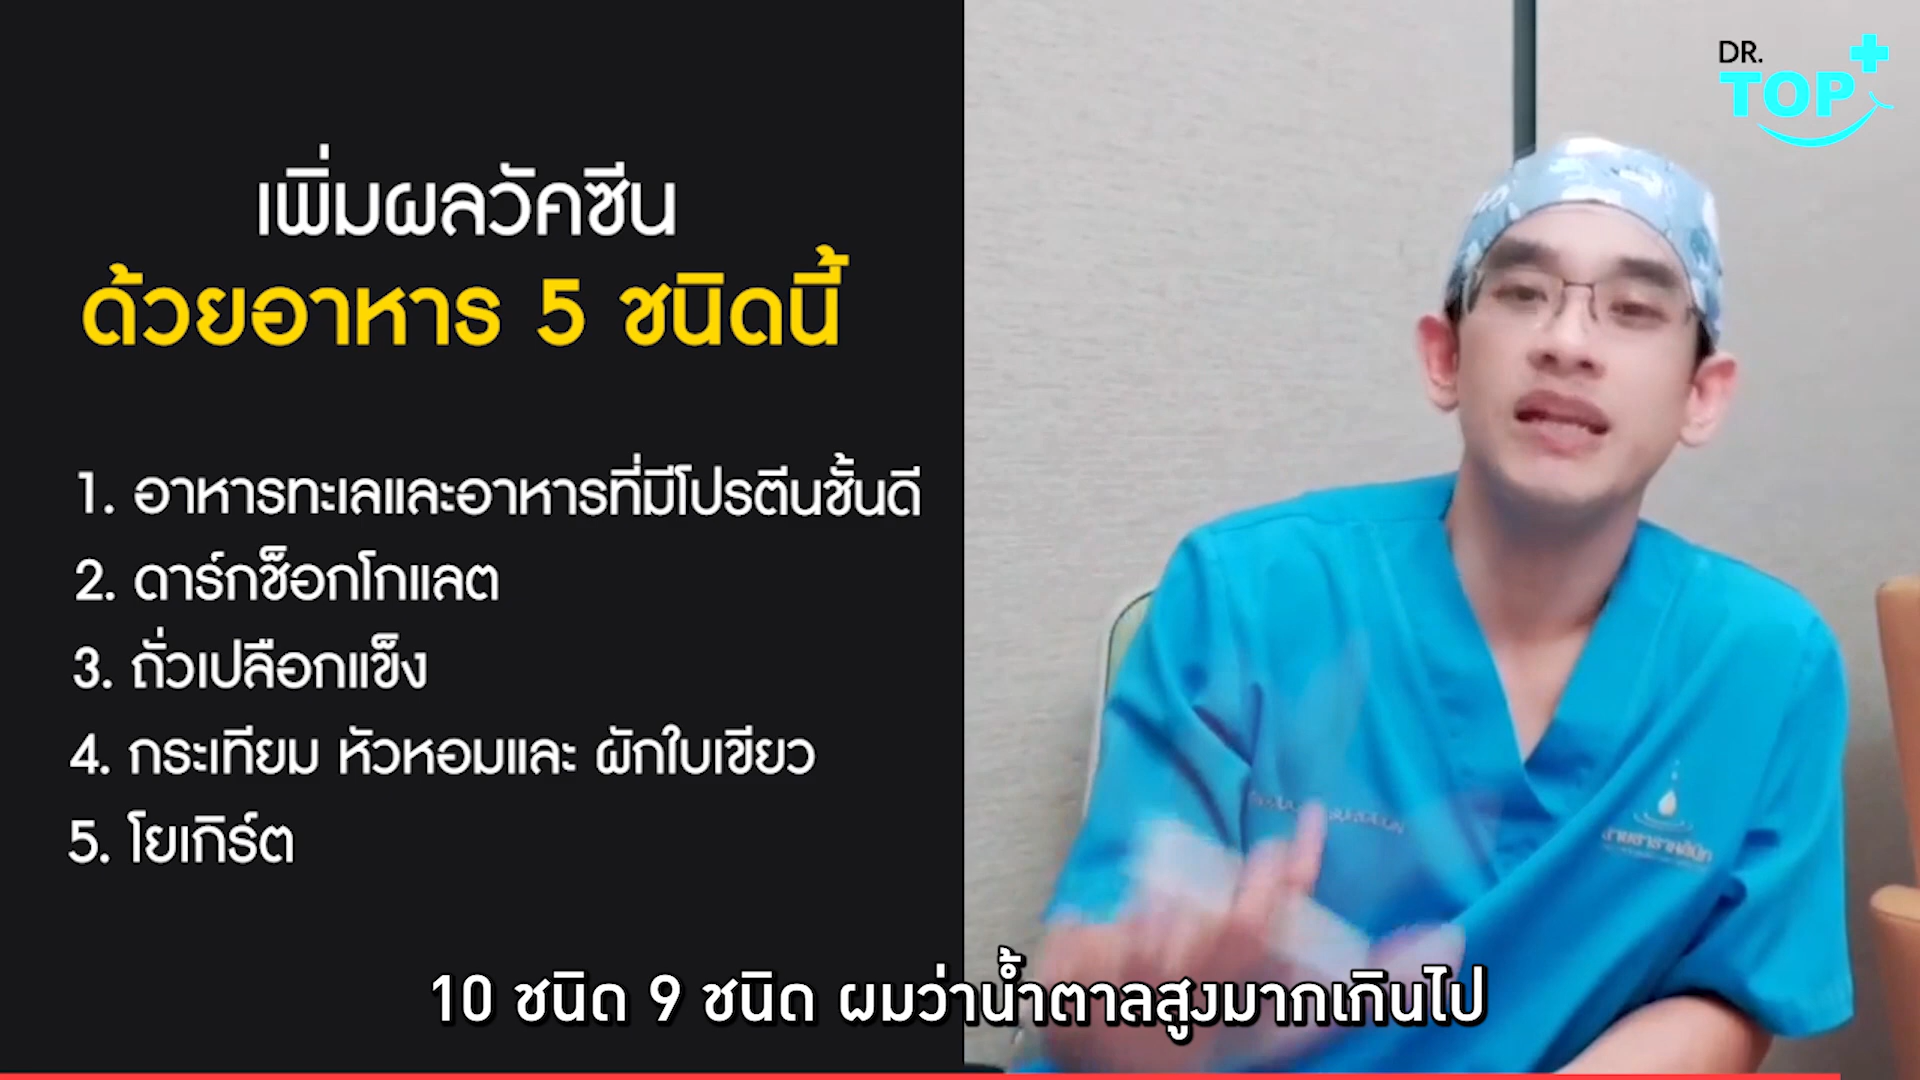 DR.
TOP
เพิ่มผลวัคซีน
ด้วยอาหาร 5 ชนิดนี้
1. อาหารทะเลและอาหารที่มีโปรตีนชั้นดี
2. ดาร์กช็อกโกแลต
3. ถั่วเปลือกแข็ง
4. กระเทียม หัวหอมและ ผักใบเขียว
5. โยเกิร์ต
10 ชนิด 9 ชนิด ผมว่าน้ำตาลสูงมากเกินไป